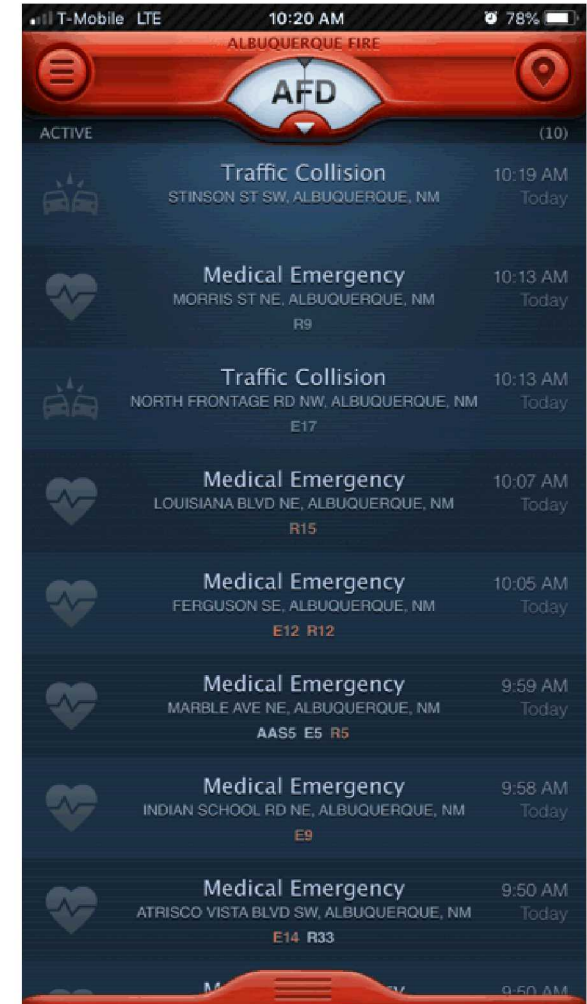 T-Mobile LTE 10:20 AM 78%
ALBUQUERQUE FIRE
AFD
ACTIVE (10)
Traffic Collision 10:19 AM
STINSON ST SW, ALBUQUERQUE, NM Today
Medical Emergency 10:13 AM
MORRIS ST NE, ALBUQUERQUE, NM Today
R9
Traffic Collision 10:13 AM
NORTH FRONTAGE RD NW, ALBUQUERQUE, NM Today
E17
Medical Emergency 10:07 AM
LOUISIANA BLVD NE, ALBUQUERQUE, NM Today
R15
Medical Emergency 10:05 AM
FERGUSON SE, ALBUQUERQUE, NM Today
E12 R12
Medical Emergency 9:59 AM
MARBLE AVE NE, ALBUQUERQUE, NM Today
AAS5 E5 R5
Medical Emergency 9:58 AM
INDIAN SCHOOL RD NE, ALBUQUERQUE, NM Today
E9
Medical Emergency 9:50 AM
ATRISCO VISTA BLVD SW, ALBUQUERQUE, NM Today
E14 R33
9:50 AM